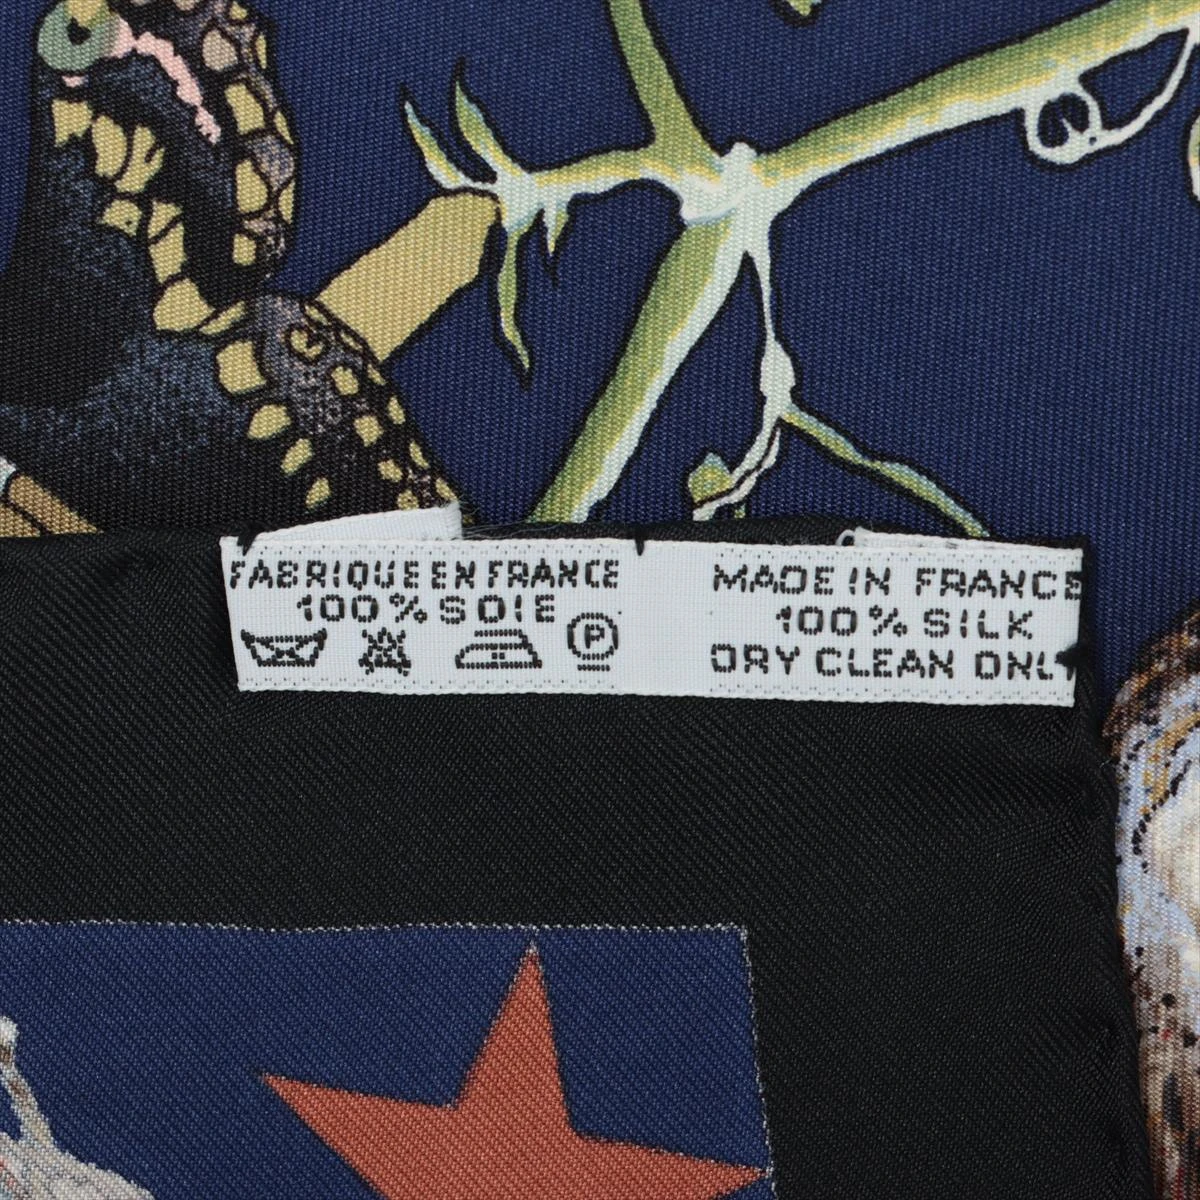 FABRIQUE EN FRANCE
100% SOIE
P
MADE IN FRANCE
100% SILK
DRY CLEAN ONLY